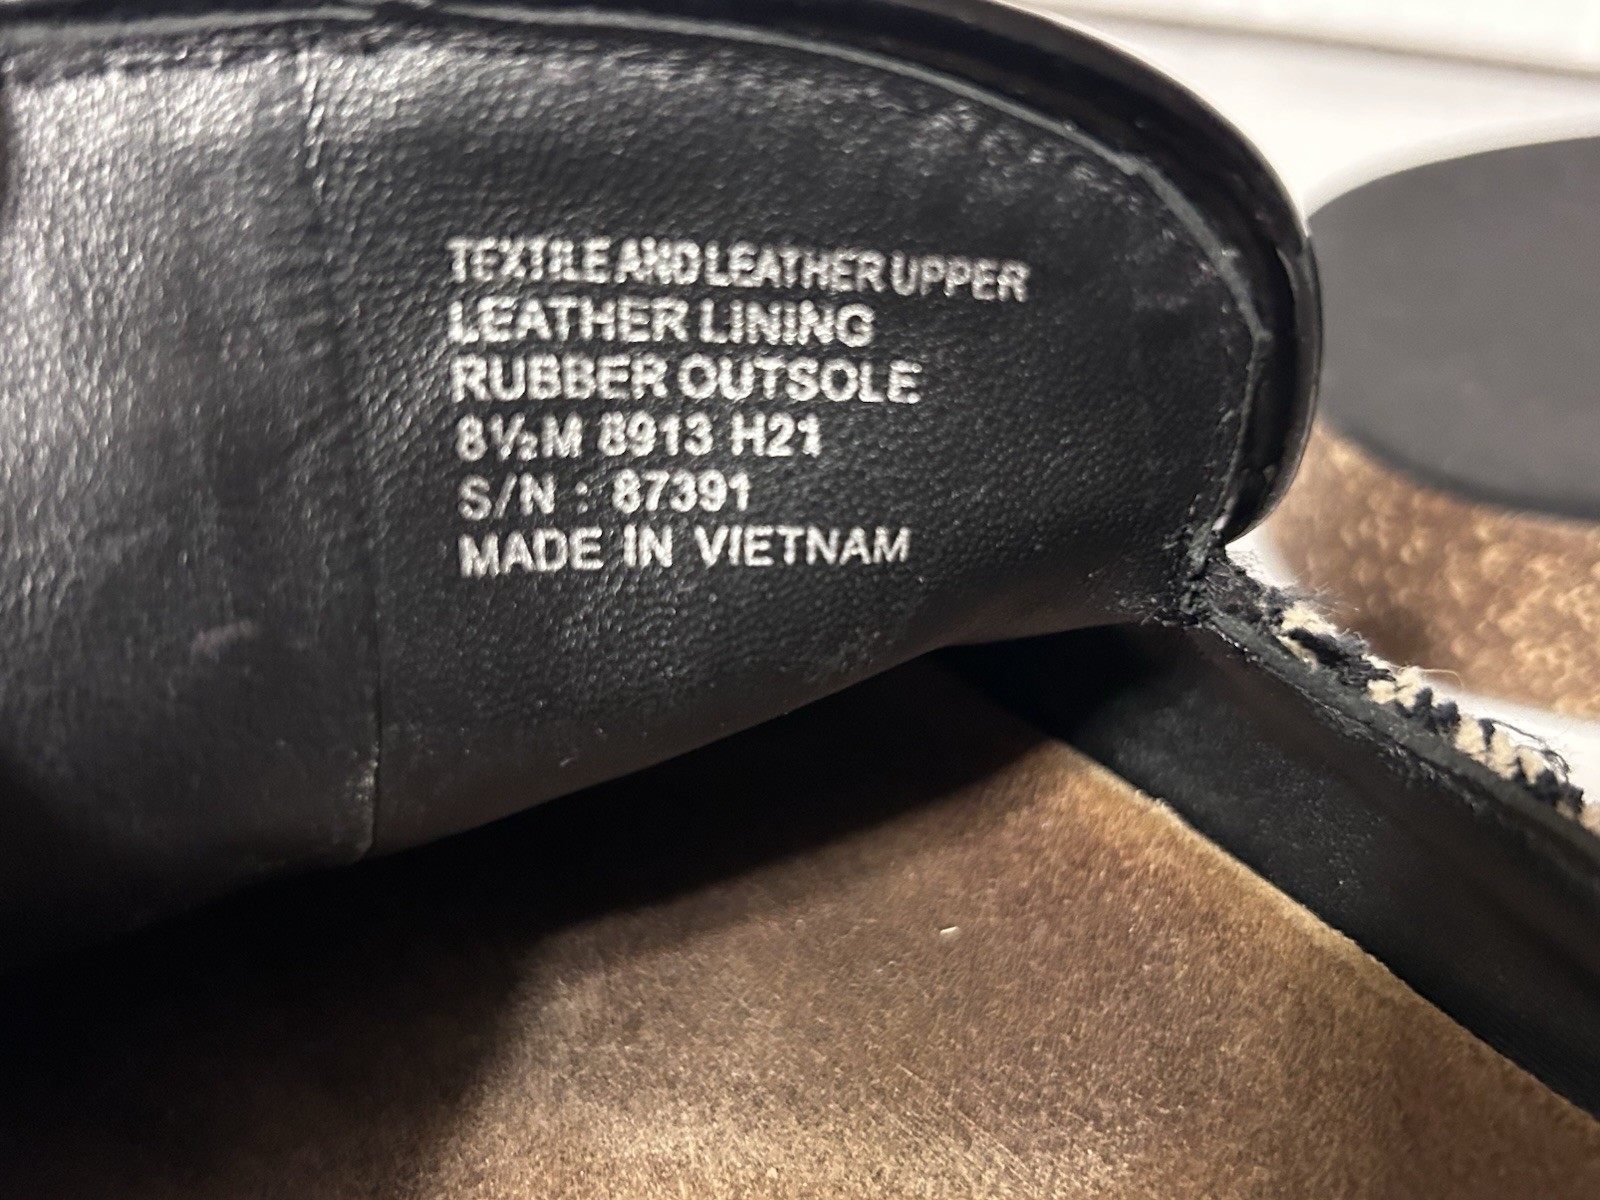 TEXTILE AND LEATHER UPPER
LEATHER LINING
RUBBER OUTSOLE
8½M 8913 H21
S/N : 87391
MADE IN VIETNAM